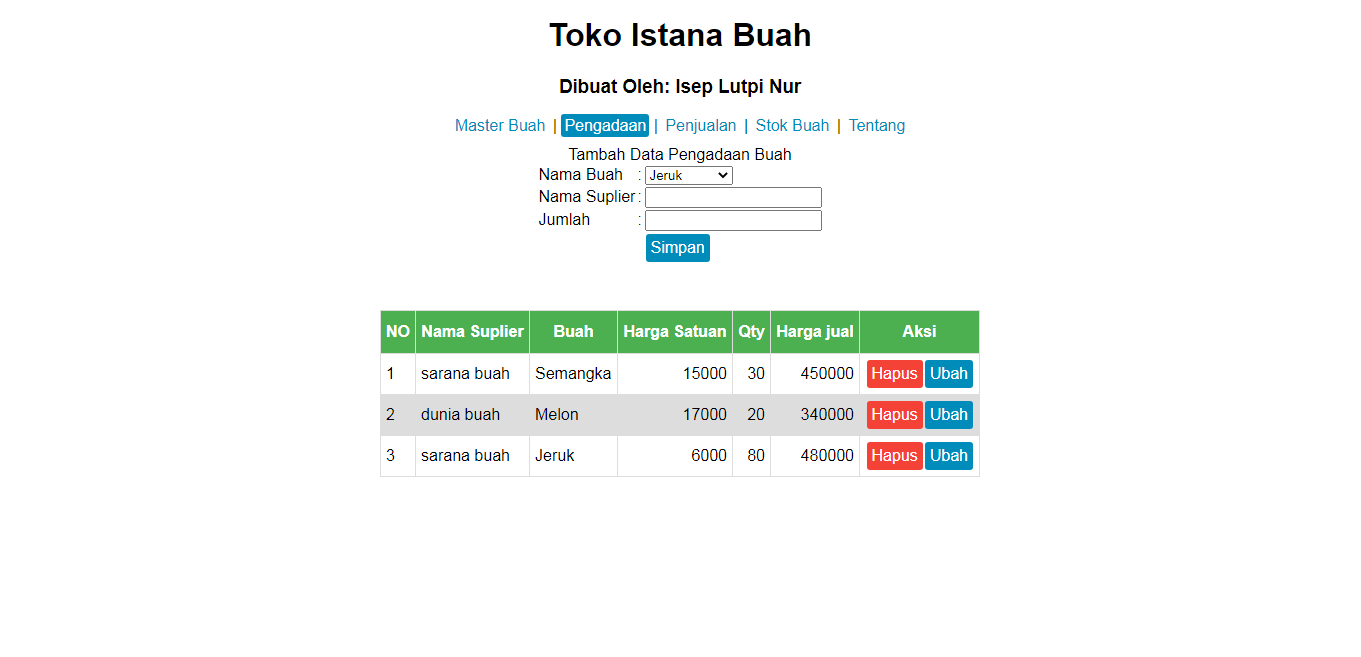 Toko Istana Buah
Dibuat Oleh: Isep Lutpi Nur
Master Buah | Pengadaan | Penjualan | Stok Buah | Tentang
Tambah Data Pengadaan Buah
Nama Buah : Jeruk
Nama Suplier :
Jumlah :
Simpan
NO Nama Suplier Buah Harga Satuan Qty Harga jual Aksi
1 sarana buah Semangka 15000 30 450000 Hapus Ubah
2 dunia buah Melon 17000 20 340000 Hapus Ubah
3 sarana buah Jeruk 6000 80 480000 Hapus Ubah